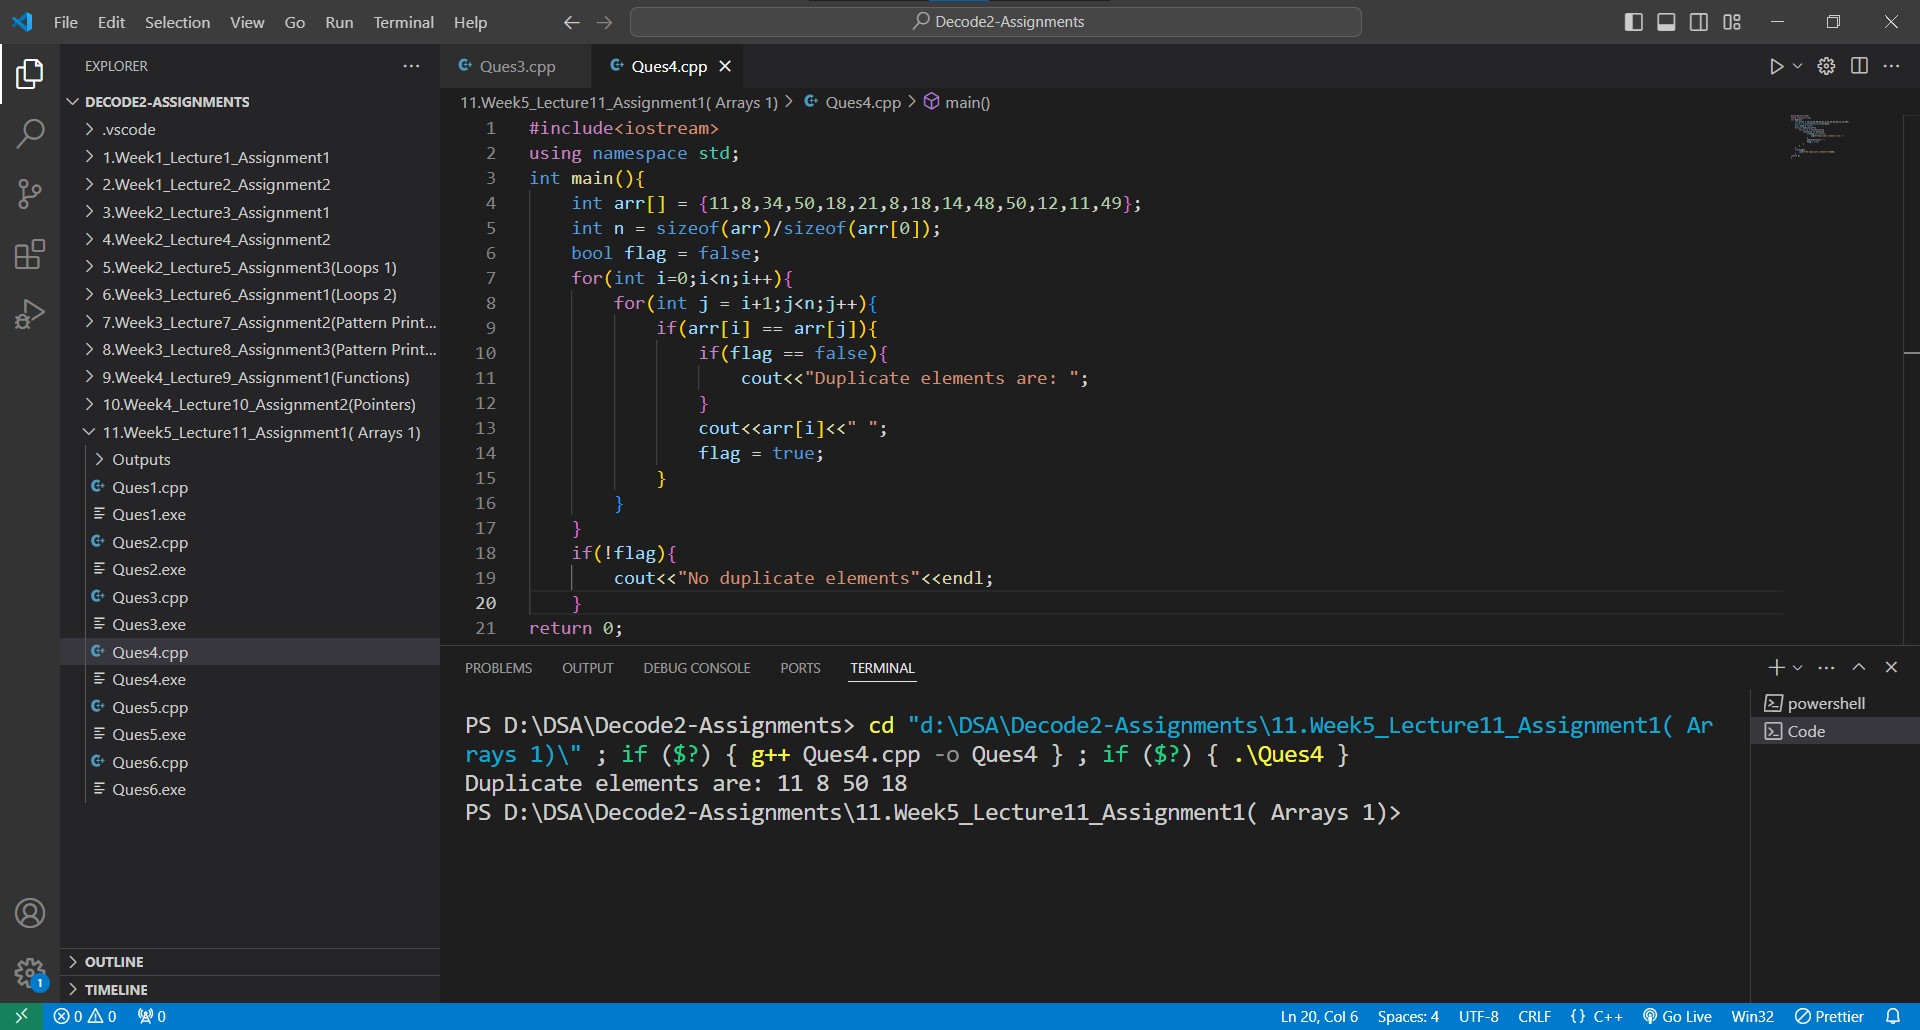 File Edit Selection View Go Run Terminal Help
Decode2-Assignments
EXPLORER
DECODE2-ASSIGNMENTS
.vscode
1.Week1_Lecture1_Assignment1
2.Week1_Lecture2_Assignment2
3.Week2_Lecture3_Assignment1
4.Week2_Lecture4_Assignment2
5.Week2_Lecture5_Assignment3(Loops 1)
6.Week3_Lecture6_Assignment1(Loops 2)
7.Week3_Lecture7_Assignment2(Pattern Print...
8.Week3_Lecture8_Assignment3(Pattern Print...
9.Week4_Lecture9_Assignment1(Functions)
10.Week4_Lecture10_Assignment2(Pointers)
11.Week5_Lecture11_Assignment1( Arrays 1)
Outputs
Ques1.cpp
Ques1.exe
Ques2.cpp
Ques2.exe
Ques3.cpp
Ques3.exe
Ques4.cpp
Ques4.exe
Ques5.cpp
Ques5.exe
Ques6.cpp
Ques6.exe
OUTLINE
TIMELINE
Ques3.cpp Ques4.cpp
11.Week5_Lecture11_Assignment1( Arrays 1) > Ques4.cpp > main()
1 #include<iostream>
2 using namespace std;
3 int main(){
4 int arr[] = {11,8,34,50,18,21,8,18,14,48,50,12,11,49};
5 int n = sizeof(arr)/sizeof(arr[0]);
6 bool flag = false;
7 for(int i=0;i<n;i++){
8 for(int j = i+1;j<n;j++){
9 if(arr[i] == arr[j]){
10 if(flag == false){
11 cout<<"Duplicate elements are: ";
12 }
13 cout<<arr[i]<<" ";
14 flag = true;
15 }
16 }
17 }
18 if(!flag){
19 cout<<"No duplicate elements"<<endl;
20 }
21 return 0;
PROBLEMS OUTPUT DEBUG CONSOLE PORTS TERMINAL
PS D:\DSA\Decode2-Assignments> cd "d:\DSA\Decode2-Assignments\11.Week5_Lecture11_Assignment1( Ar
rays 1)\" ; if ($?) { g++ Ques4.cpp -o Ques4 } ; if ($?) { .\Ques4 }
Duplicate elements are: 11 8 50 18
PS D:\DSA\Decode2-Assignments\11.Week5_Lecture11_Assignment1( Arrays 1)>
powershell
Code
1
0 0 0 Ln 20, Col 6 Spaces: 4 UTF-8 CRLF {} C++ Go Live Win32 Prettier